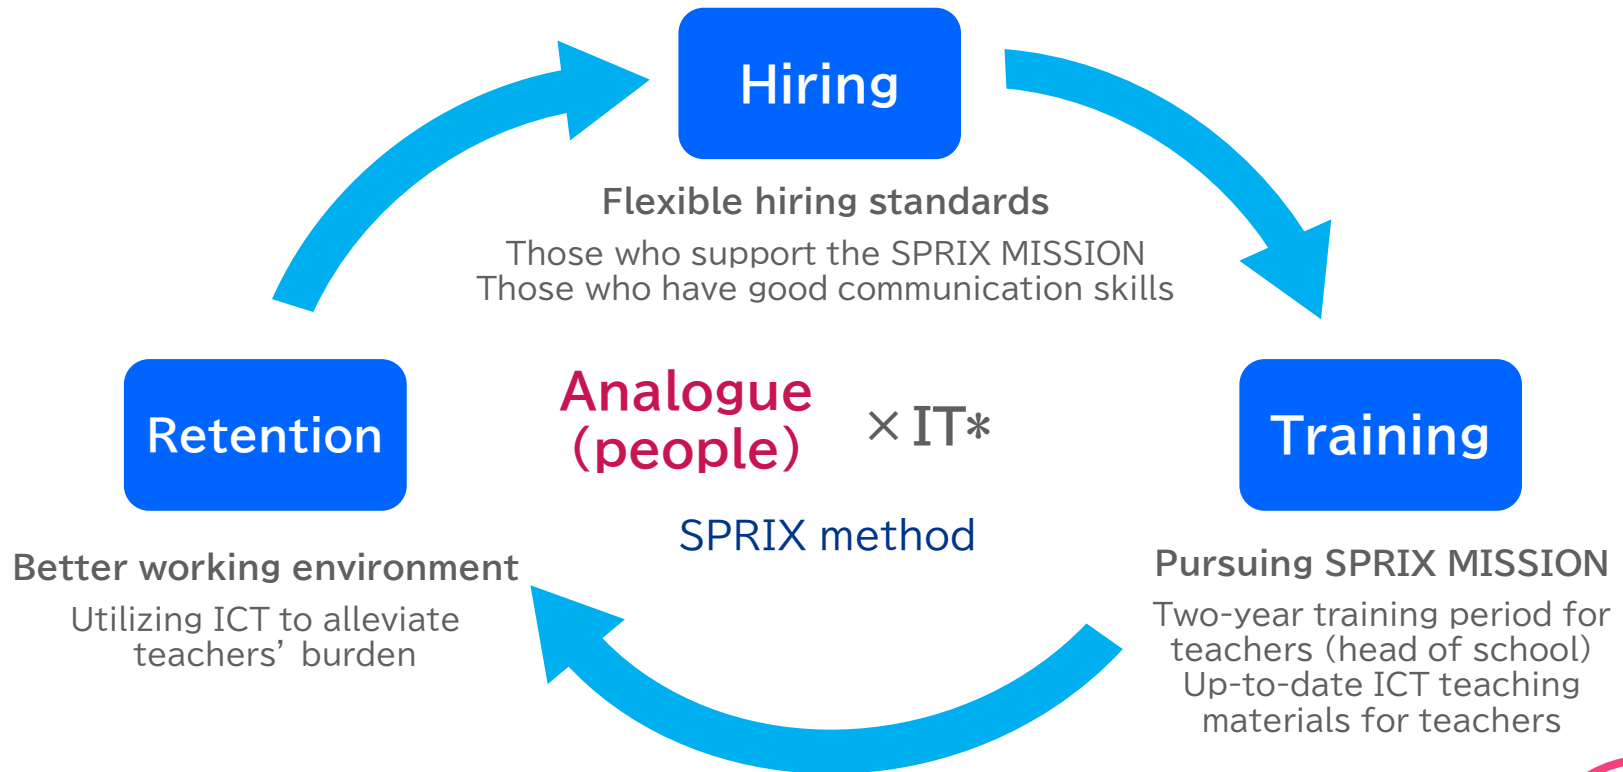 Hiring
Flexible hiring standards
Those who support the SPRIX MISSION
Those who have good communication skills
Retention
Analogue
(people)
× IT*
Training
SPRIX method
Better working environment
Utilizing ICT to alleviate
teachers’ burden
Pursuing SPRIX MISSION
Two-year training period for
teachers (head of school)
Up-to-date ICT teaching
materials for teachers